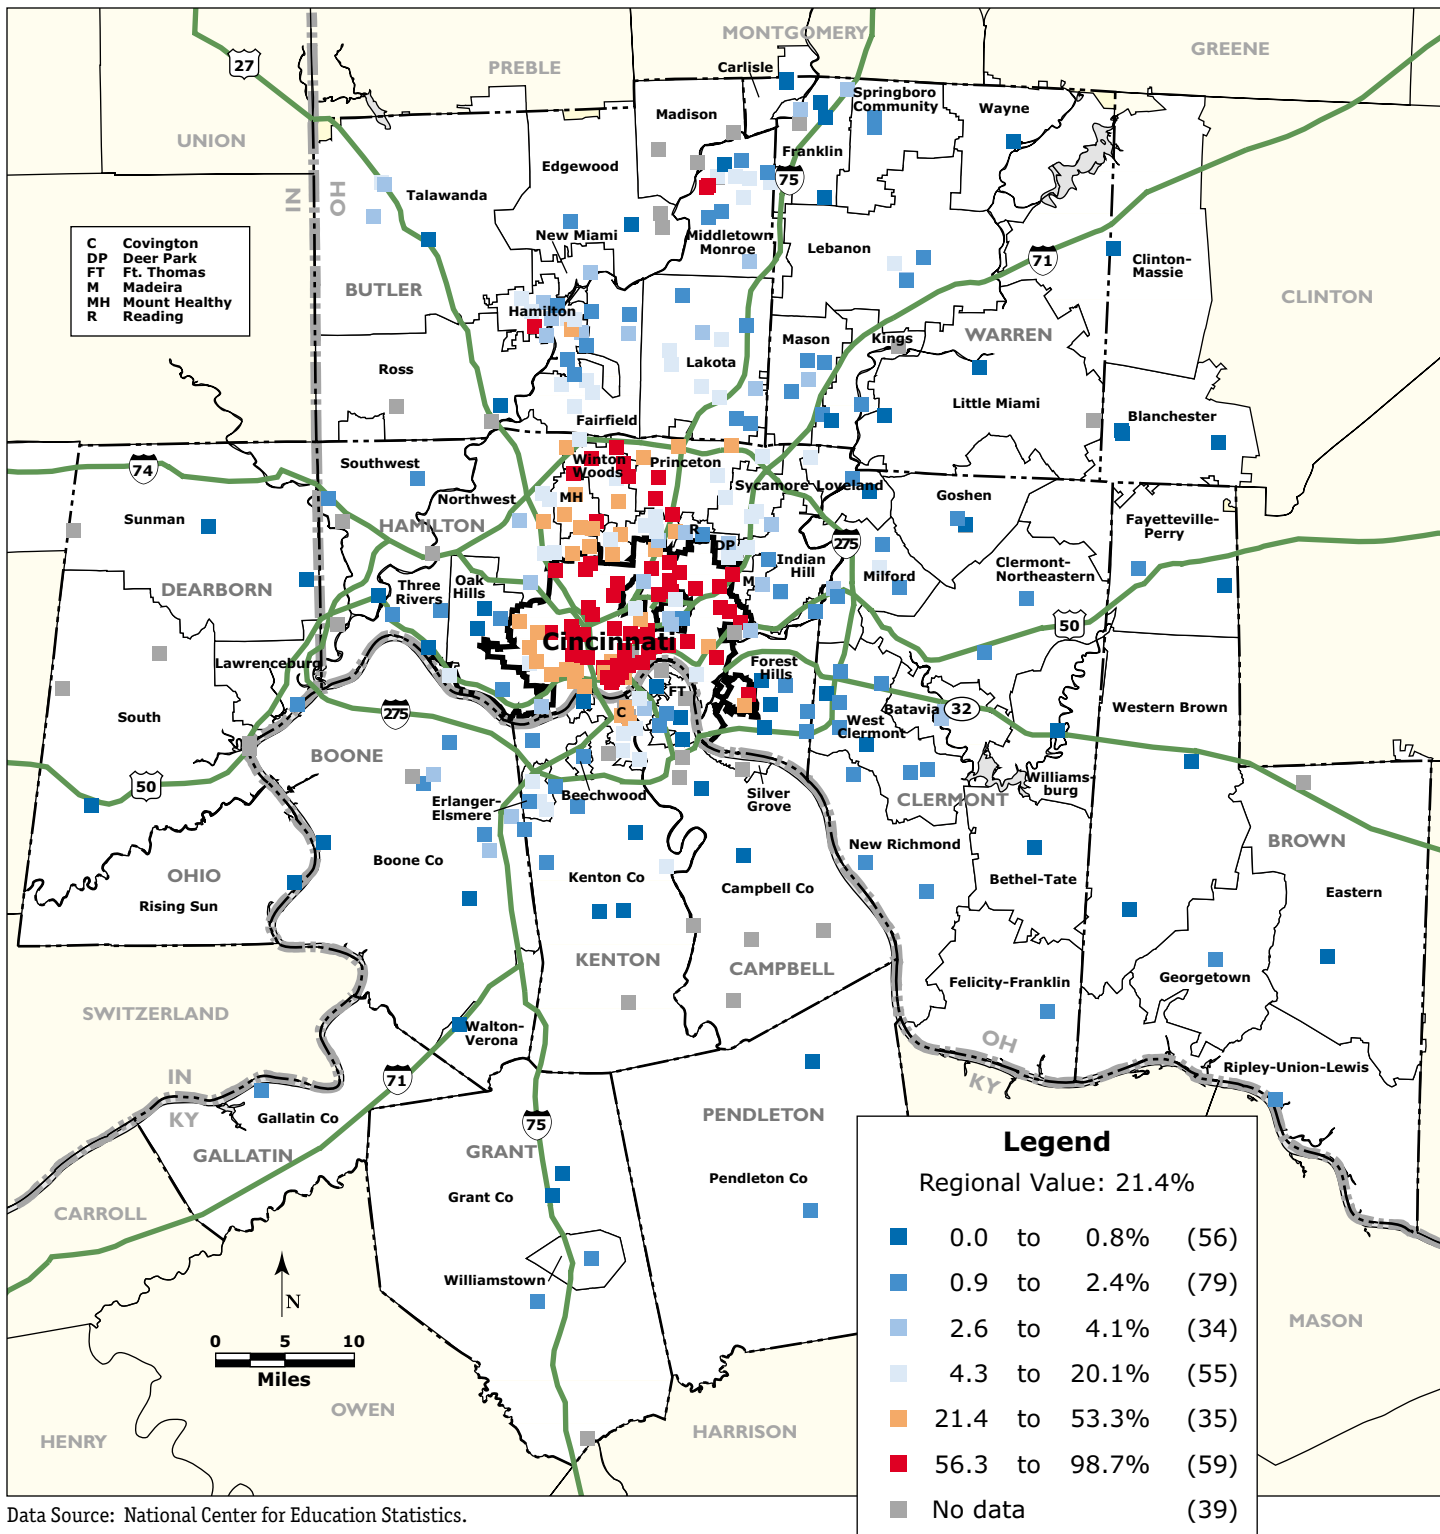 MONTGOMERY
GREENE
PREBLE
Carlisle
27
Springboro
Community
Madison
Wayne
UNION
Franklin
Edgewood
75
IN
OH
Talawanda
New Miami
Middletown
Monroe
Lebanon
71
Clinton-
Massie
C Covington
DP Deer Park
FT Ft. Thomas
M Madeira
MH Mount Healthy
R Reading
BUTLER
CLINTON
Hamilton
WARREN
Mason
Kings
Ross
Lakota
Little Miami
Blanchester
Fairfield
Southwest
Winton
Woods
Princeton
74
Sycamore
Loveland
Northwest
MH
Goshen
Sunman
HAMILTON
R
DP
275
Fayetteville-
Perry
Indian
Hill
Clermont-
Northeastern
DEARBORN
Three
Rivers
Oak
Hills
M
Milford
50
Cincinnati
Lawrenceburg
Forest
Hills
FT
South
275
C
Batavia
32
Western Brown
West
Clermont
BOONE
50
Williams-
burg
Erlanger-
Elsmere
Beechwood
Silver
Grove
CLERMONT
New Richmond
BROWN
Boone Co
Kenton Co
Campbell Co
Bethel-Tate
Eastern
OHIO
Rising Sun
KENTON
CAMPBELL
Felicity-Franklin
Georgetown
SWITZERLAND
Walton-
Verona
OH
KY
IN
KY
71
Ripley-Union-Lewis
Gallatin Co
75
PENDLETON
GALLATIN
GRANT
Grant Co
Pendleton Co
CARROLL
Williamstown
N
0 5 10
Miles
MASON
OWEN
HENRY
HARRISON
Legend
Regional Value: 21.4%
0.0 to 0.8% (56)
0.9 to 2.4% (79)
2.6 to 4.1% (34)
4.3 to 20.1% (55)
21.4 to 53.3% (35)
56.3 to 98.7% (59)
No data (39)
Data Source: National Center for Education Statistics.